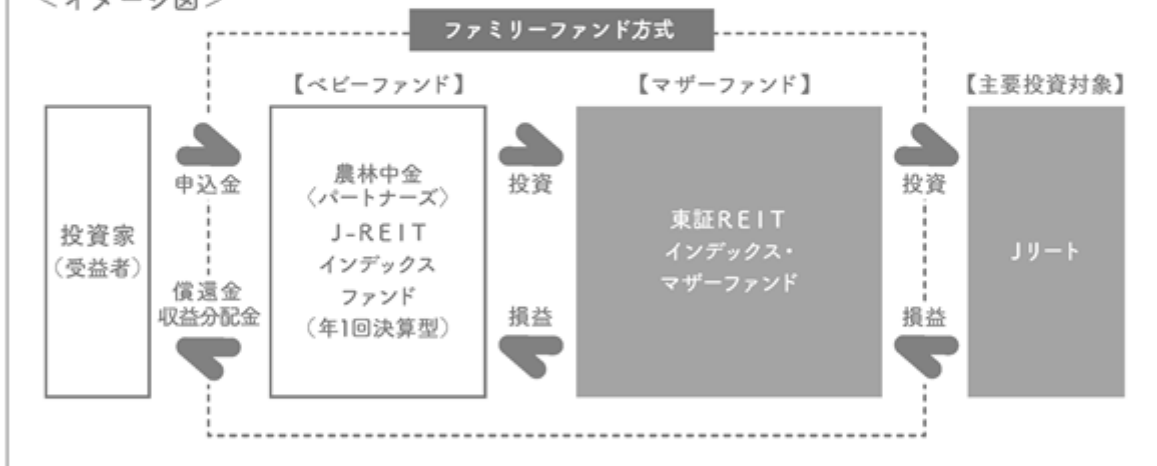 ＜イメージ図＞
ファミリーファンド方式
【ベビーファンド】
【マザーファンド】
【主要投資対象】
投資家
（受益者）
申込金
償還金
収益分配金
農林中金
〈パートナーズ〉
J-REIT
インデックス
ファンド
（年1回決算型）
投資
損益
東証REIT
インデックス・
マザーファンド
投資
損益
Jリート